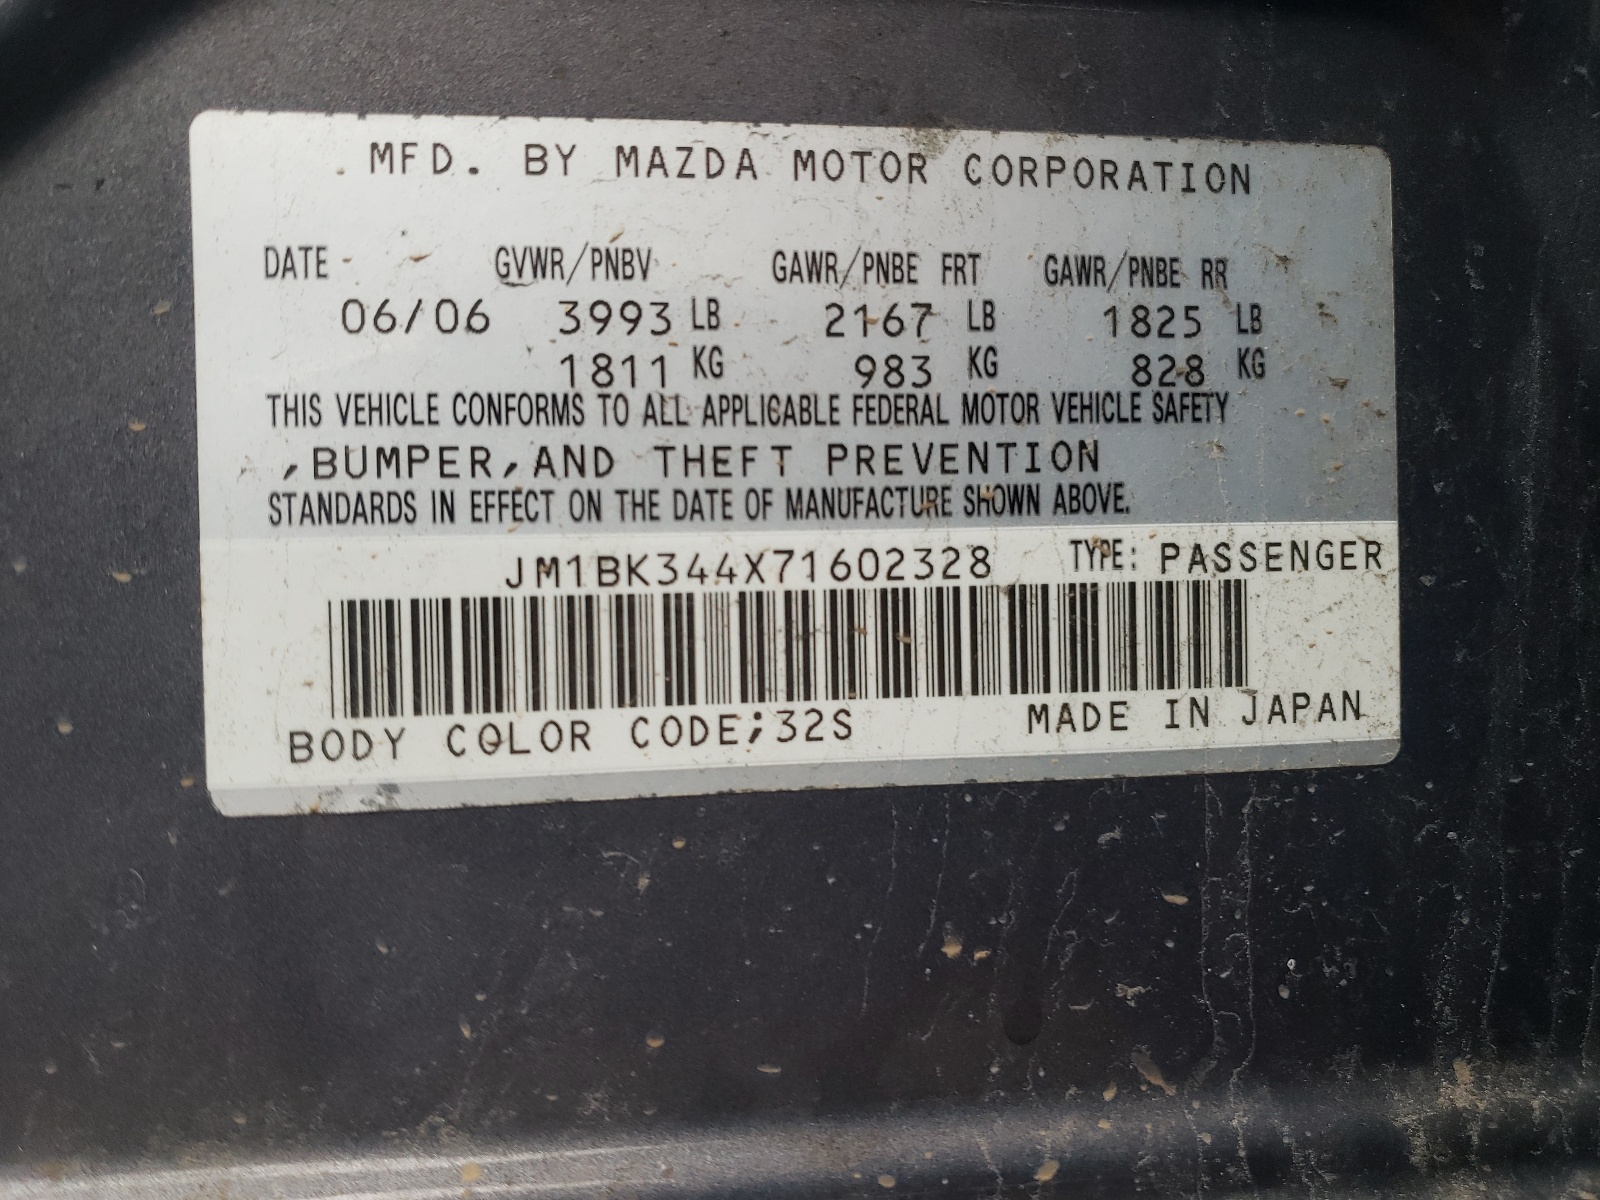 MFD. BY MAZDA MOTOR CORPORATION
DATE GVWR/PNBV GAWR/PNBE FRT GAWR/PNBE RR
06/06 3993 LB 2167 LB 1825 LB
1811 KG 983 KG 828 KG
THIS VEHICLE CONFORMS TO ALL APPLICABLE FEDERAL MOTOR VEHICLE SAFETY
,BUMPER,AND THEFT PREVENTION
STANDARDS IN EFFECT ON THE DATE OF MANUFACTURE SHOWN ABOVE.
JM1BK344X71602328 TYPE: PASSENGER
BODY COLOR CODE;32S MADE IN JAPAN